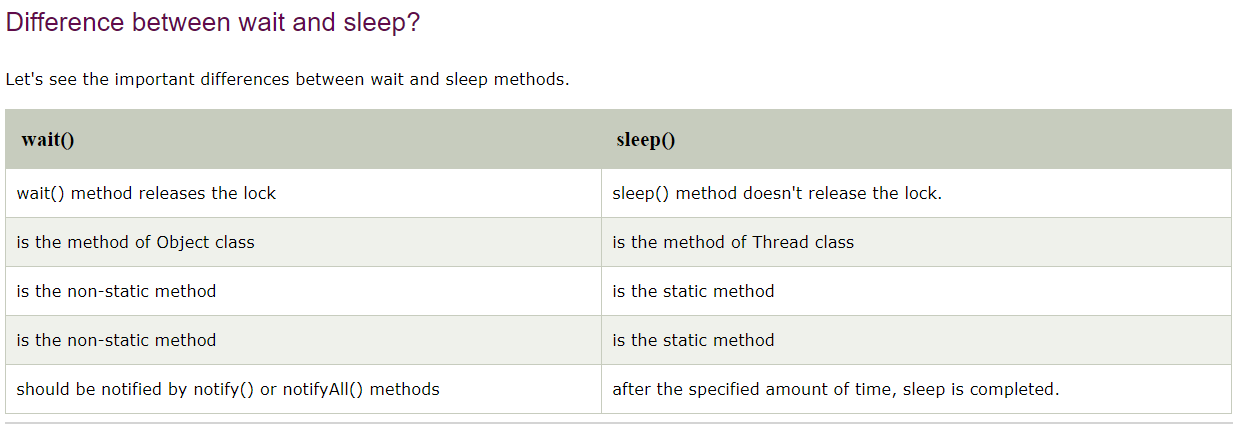 Difference between wait and sleep?
Let's see the important differences between wait and sleep methods.
wait() sleep()
wait() method releases the lock sleep() method doesn't release the lock.
is the method of Object class is the method of Thread class
is the non-static method is the static method
is the non-static method is the static method
should be notified by notify() or notifyAll() methods after the specified amount of time, sleep is completed.